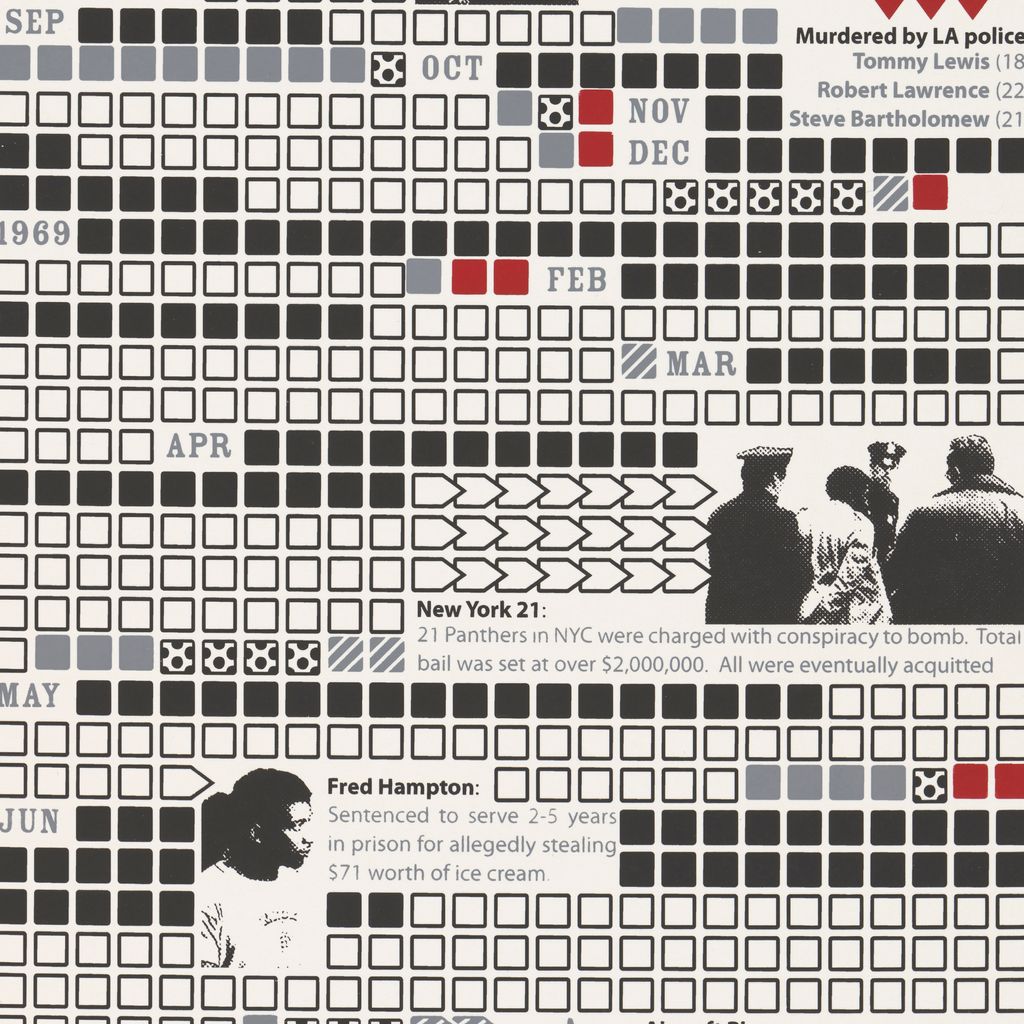 SEP
Murdered by LA police
Tommy Lewis (18
Robert Lawrence (22
Steve Bartholomew (21
OCT
NOV
DEC
1969
FEB
MAR
APR
New York 21:
21 Panthers in NYC were charged with conspiracy to bomb. Total
bail was set at over $2,000,000. All were eventually acquitted
MAY
Fred Hampton:
Sentenced to serve 2-5 years
in prison for allegedly stealing
$71 worth of ice cream.
JUN